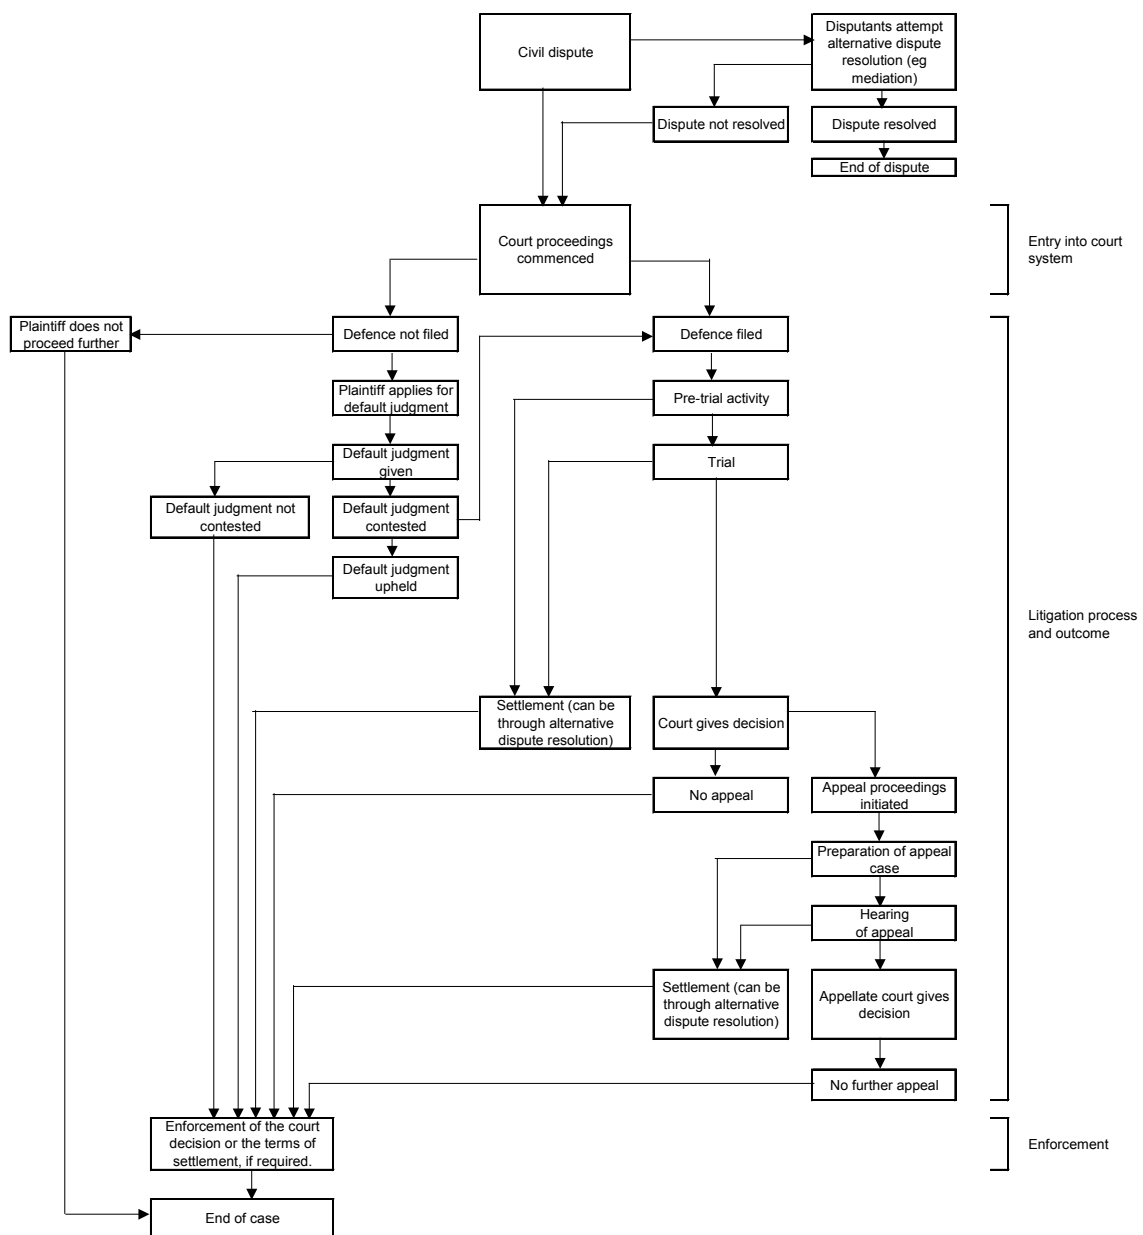 Civil dispute
Disputants attempt
alternative dispute
resolution (eg
mediation)
Dispute not resolved
Dispute resolved
End of dispute
Court proceedings
commenced
Entry into court
system
Plaintiff does not
proceed further
Defence not filed
Defence filed
Plaintiff applies for
default judgment
Pre-trial activity
Default judgment
given
Trial
Default judgment not
contested
Default judgment
contested
Default judgment
upheld
Litigation process
and outcome
Settlement (can be
through alternative
dispute resolution)
Court gives decision
No appeal
Appeal proceedings
initiated
Preparation of appeal
case
Hearing
of appeal
Settlement (can be
through alternative
dispute resolution)
Appellate court gives
decision
No further appeal
Enforcement of the court
decision or the terms of
settlement, if required.
Enforcement
End of case